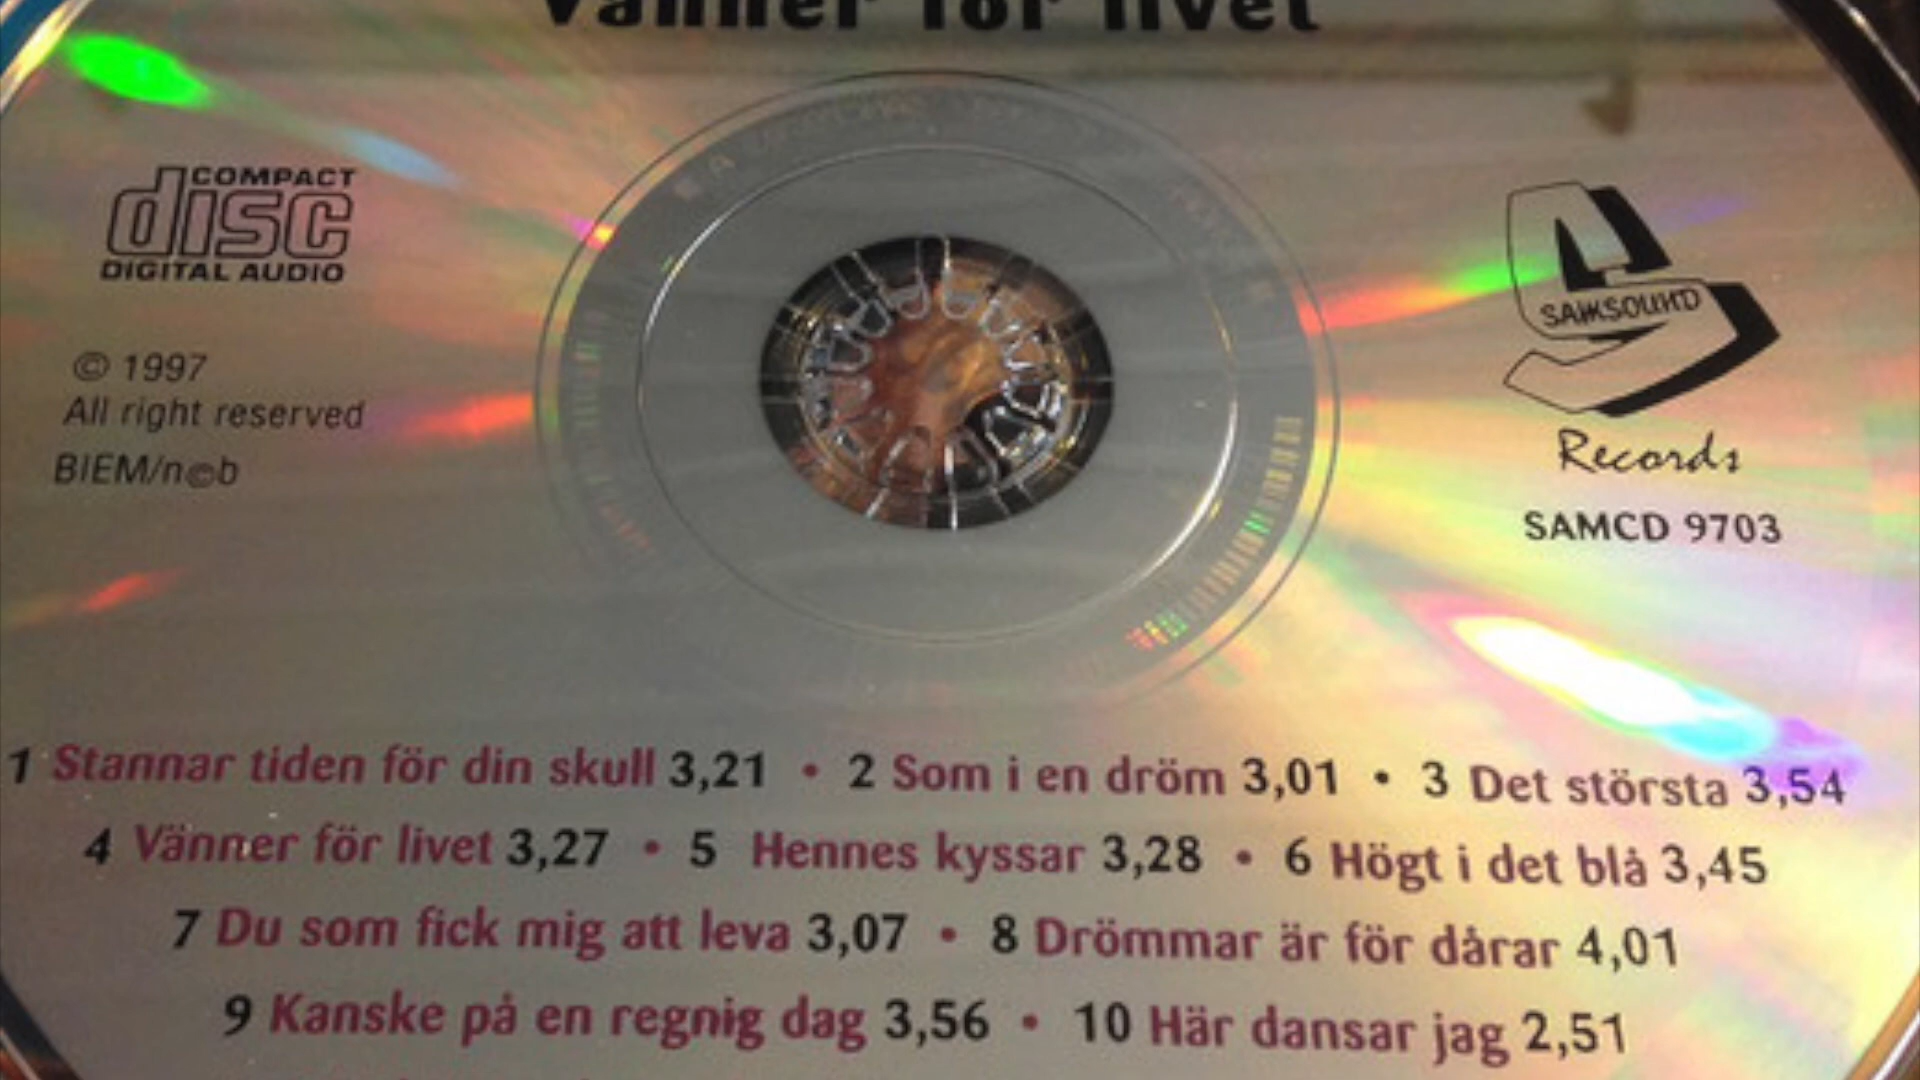 Vänner för livet
COMPACT
disc
DIGITAL AUDIO
© 1997
All right reserved
BIEM/n©b
SAMSOUND
Records
SAMCD 9703
1 Stannar tiden för din skull 3,21 • 2 Som i en dröm 3,01 • 3 Det största 3,54
4 Vänner för livet 3,27 • 5 Hennes kyssar 3,28 • 6 Högt i det blå 3,45
7 Du som fick mig att leva 3,07 • 8 Drömmar är för dårar 4,01
9 Kanske på en regnig dag 3,56 • 10 Här dansar jag 2,51